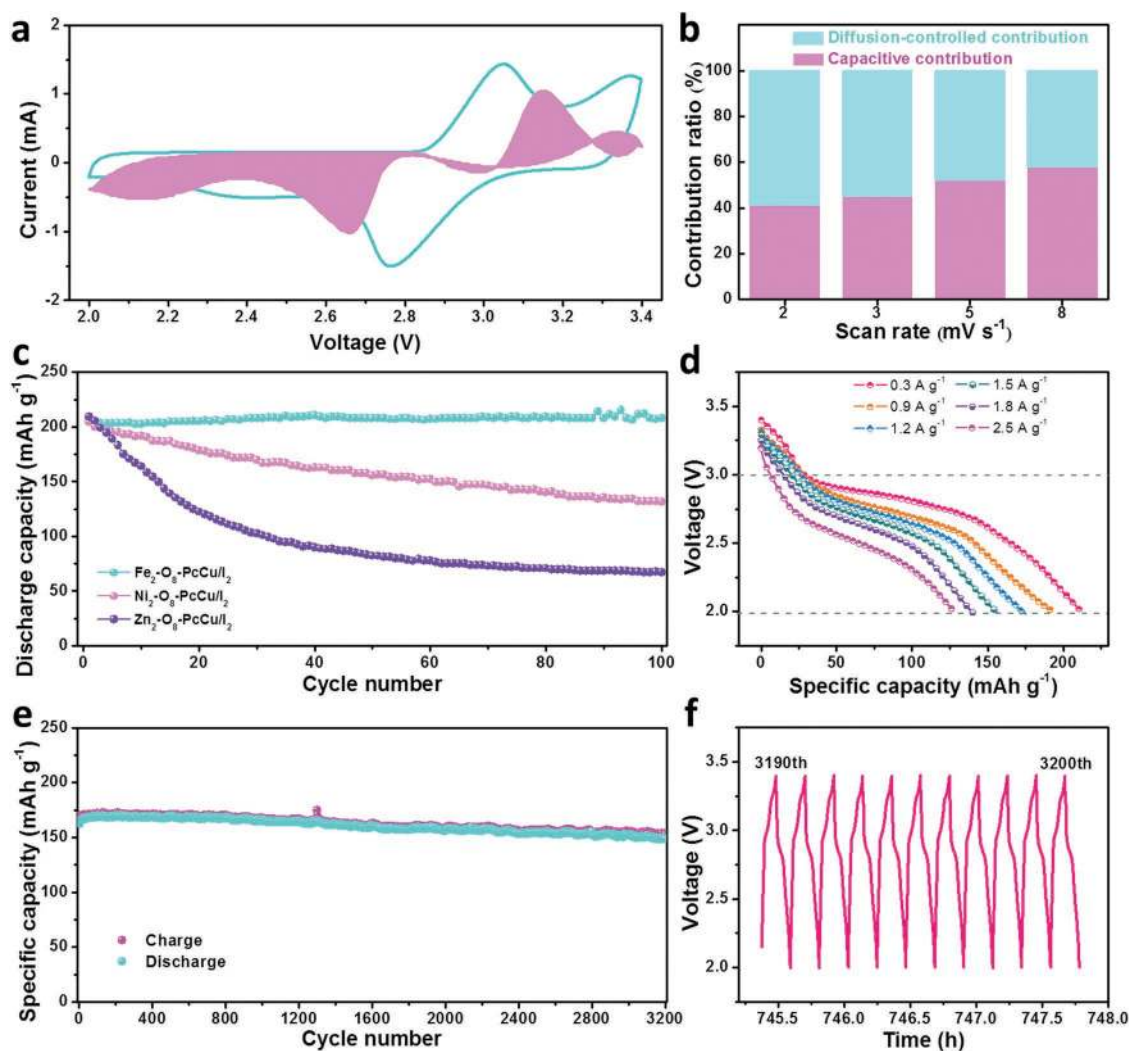 a
2
1
0
-1
-2
Current (mA)
2.0 2.2 2.4 2.6 2.8 3.0 3.2 3.4
Voltage (V)
b
Diffusion-controlled contribution
Capacitive contribution
100
80
60
40
20
0
Contribution ratio (%)
2 3 5 8
Scan rate (mV s⁻¹)
c
250
200
150
100
50
0
Discharge capacity (mAh g⁻¹)
Fe₂-O₈-PcCu/I₂
Ni₂-O₈-PcCu/I₂
Zn₂-O₈-PcCu/I₂
0 20 40 60 80 100
Cycle number
d
0.3 A g⁻¹ 1.5 A g⁻¹
0.9 A g⁻¹ 1.8 A g⁻¹
1.2 A g⁻¹ 2.5 A g⁻¹
3.5
3.0
2.5
2.0
Voltage (V)
0 50 100 150 200
Specific capacity (mAh g⁻¹)
e
250
200
150
100
50
0
Specific capacity (mAh g⁻¹)
Charge
Discharge
0 400 800 1200 1600 2000 2400 2800 3200
Cycle number
f
3190th 3200th
3.5
3.0
2.5
2.0
Voltage (V)
745.5 746.0 746.5 747.0 747.5 748.0
Time (h)